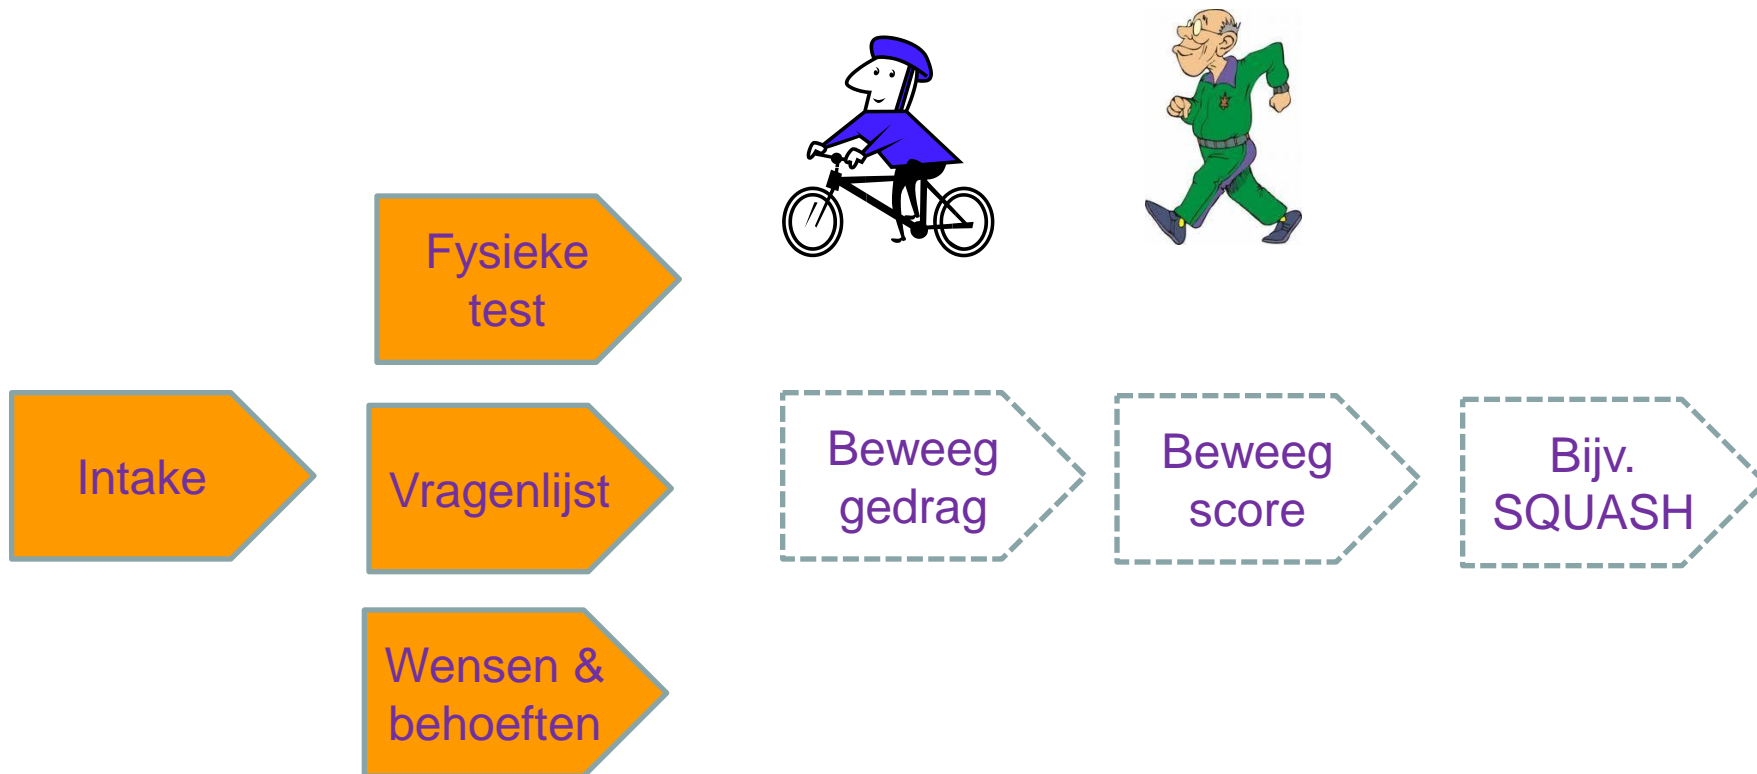 Intake
Fysieke
test
Vragenlijst
Wensen &
behoeften
Beweeg
gedrag
Beweeg
score
Bijv.
SQUASH